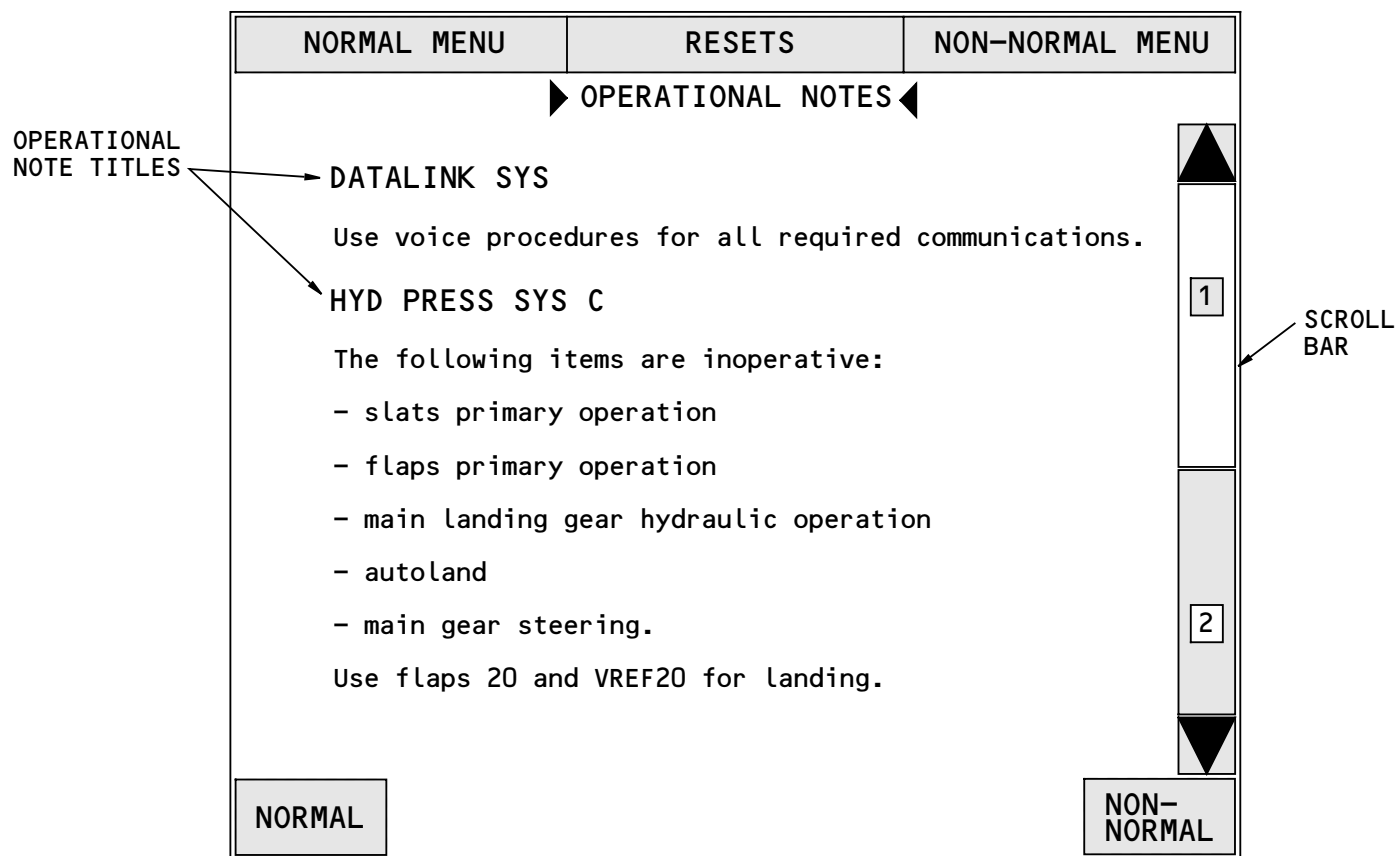 NORMAL MENU RESETS NON-NORMAL MENU
OPERATIONAL NOTES
OPERATIONAL
NOTE TITLES
DATALINK SYS
Use voice procedures for all required communications.
HYD PRESS SYS C
1
SCROLL
BAR
The following items are inoperative:
- slats primary operation
- flaps primary operation
- main landing gear hydraulic operation
- autoland
- main gear steering.
2
Use flaps 20 and VREF20 for landing.
NORMAL
NON-
NORMAL